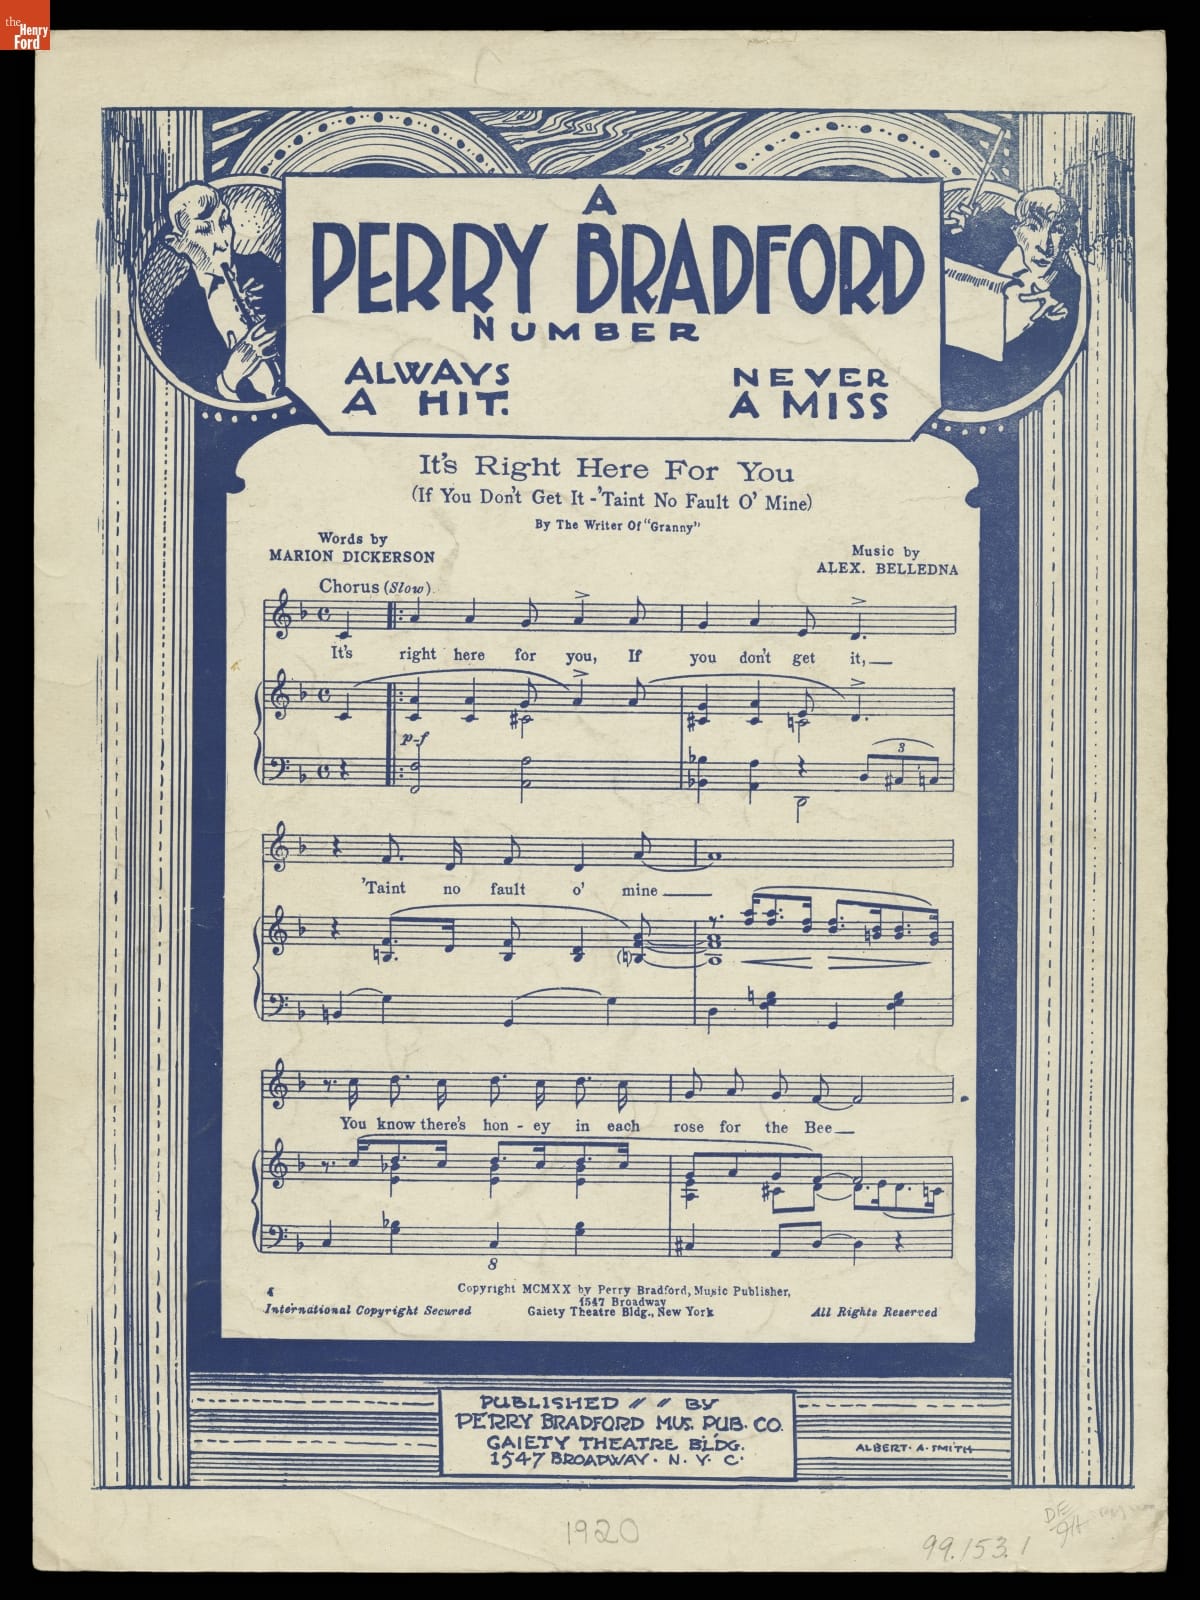 the
Henry
Ford
A
PERRY BRADFORD
NUMBER
ALWAYS
A HIT.
NEVER
A MISS
It's Right Here For You
(If You Don't Get It -'Taint No Fault O' Mine)
By The Writer Of "Granny"
Words by
MARION DICKERSON
Music by
ALEX. BELLEDNA
Chorus (Slow)
It's right here for you, If you don't get it,
p-f
3
'Taint no fault o' mine
You know there's hon - ey in each rose for the Bee
8
4
Copyright MCMXX by Perry Bradford, Music Publisher,
1547 Broadway
International Copyright Secured Gaiety Theatre Bldg., New York All Rights Reserved
PUBLISHED " " BY
PERRY BRADFORD MUS. PUB. CO.
GAIETY THEATRE BLDG.
1547 BROADWAY. N. Y. C.
ALBERT. A. SMITH
1920
99.153.1